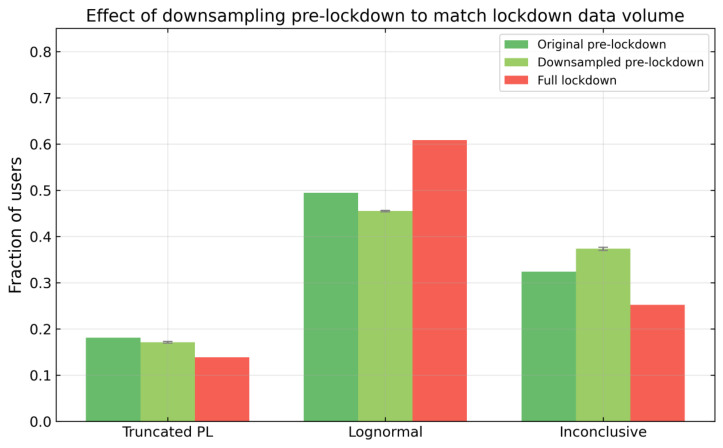 Effect of downsampling pre-lockdown to match lockdown data volume
Original pre-lockdown
Downsampled pre-lockdown
Full lockdown
Fraction of users
0.8
0.7
0.6
0.5
0.4
0.3
0.2
0.1
0.0
Truncated PL
Lognormal
Inconclusive